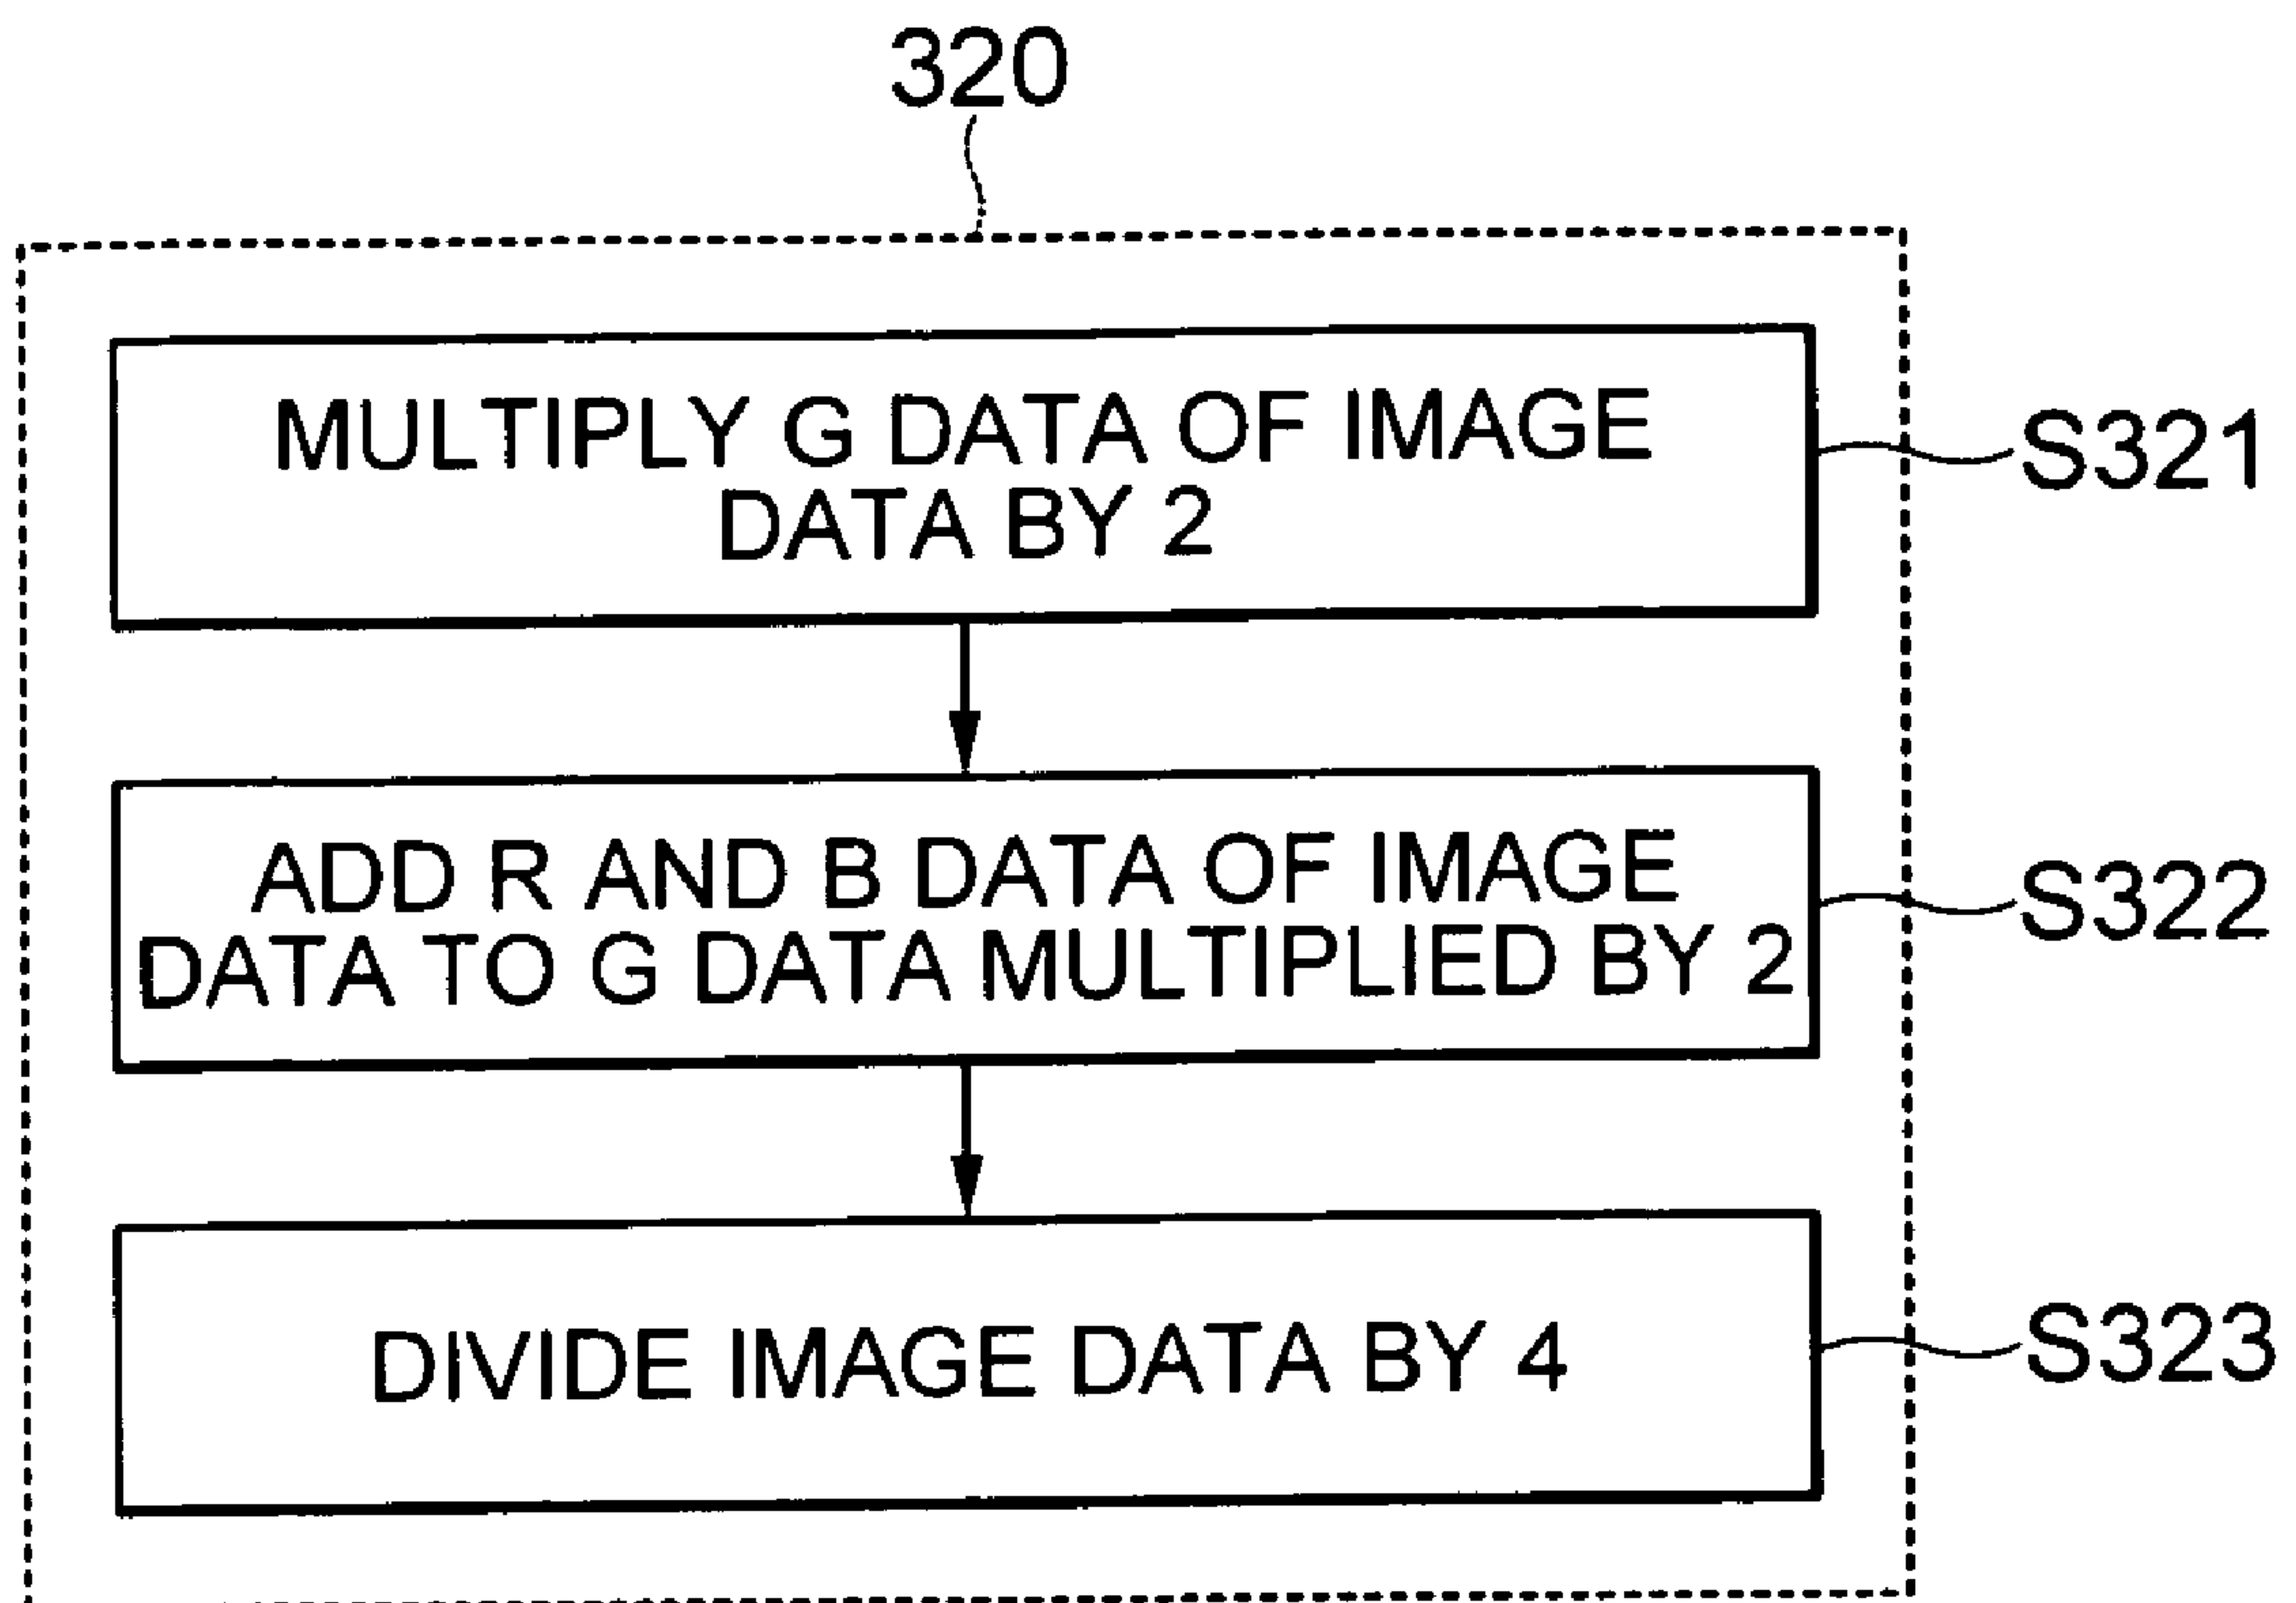 320
MULTIPLY G DATA OF IMAGE
DATA BY 2
S321
ADD R AND B DATA OF IMAGE
DATA TO G DATA MULTIPLIED BY 2
S322
DIVIDE IMAGE DATA BY 4
S323